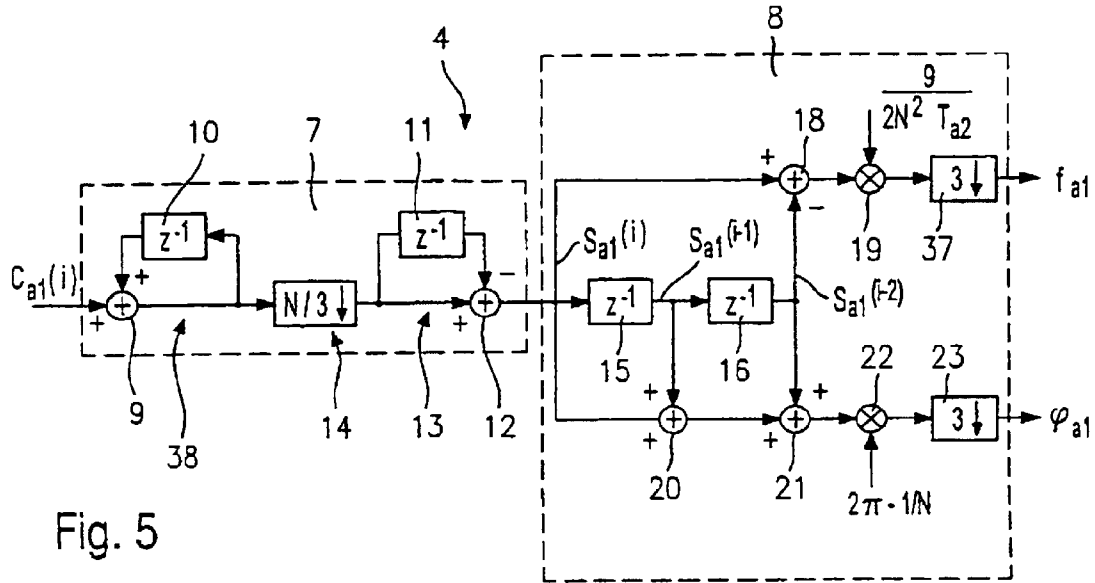 8
4
9
2N² Tₐ₂
10
7
11
18
z⁻¹
z⁻¹
+
3↓
fₐ₁
−
19
37
Cₐ₁(i)
+
−
Sₐ₁(i)
Sₐ₁(i-1)
+
N/3↓
+
z⁻¹
z⁻¹
Sₐ₁(i-2)
15
16
22
23
+
+
9
14
13
12
3↓
φₐ₁
38
+
+
20
21
2π - 1/N
Fig. 5